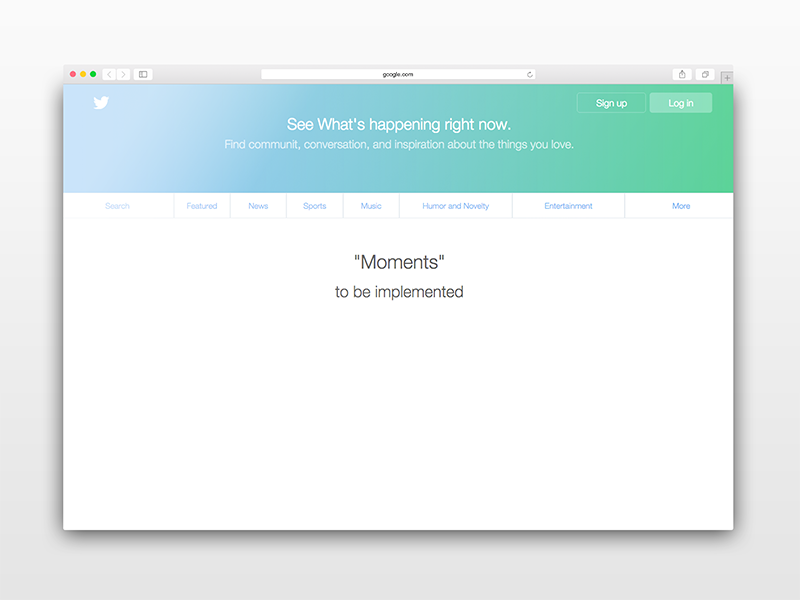 google.com
Sign up
Log in
See What's happening right now.
Find communit, conversation, and inspiration about the things you love.
Search
Featured
News
Sports
Music
Humor and Novelty
Entertainment
More
"Moments"
to be implemented